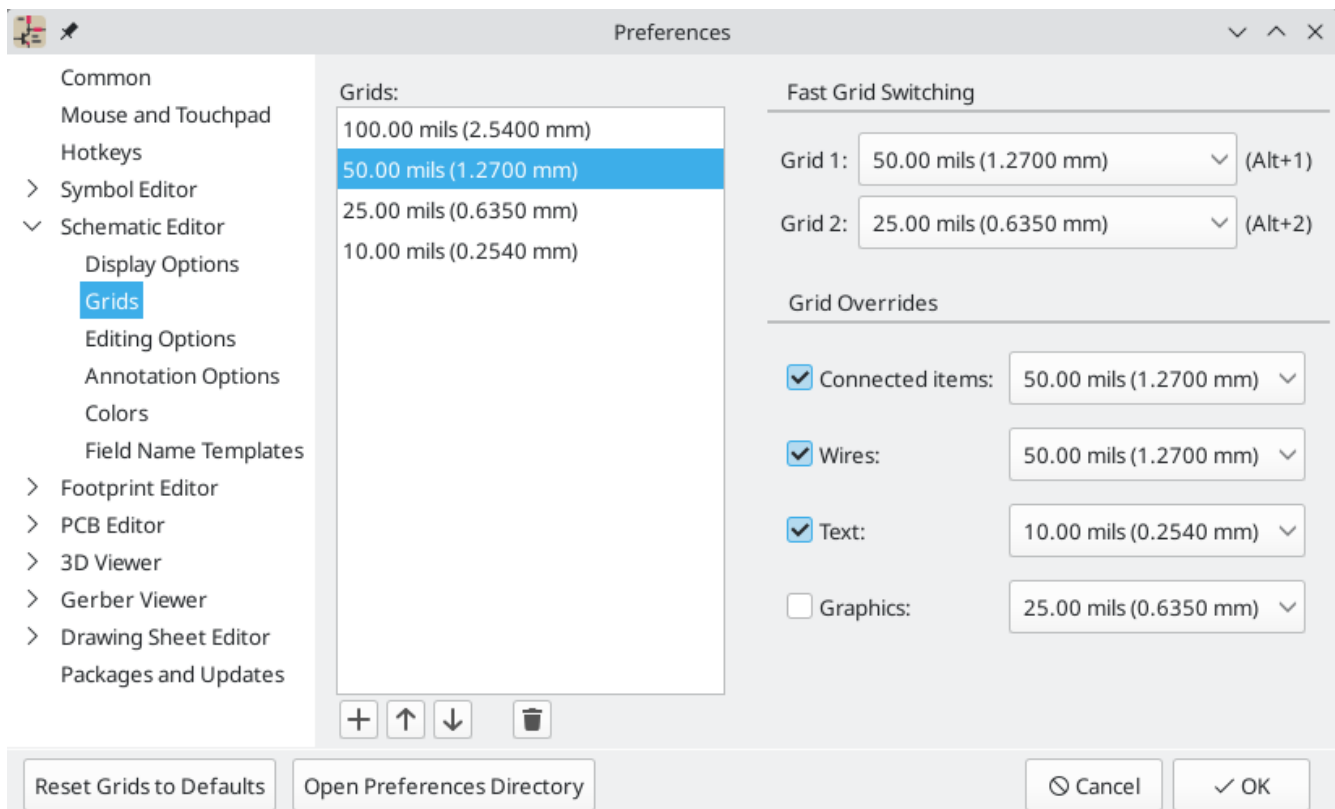 Preferences
Common
Mouse and Touchpad
Hotkeys
Symbol Editor
Schematic Editor
Display Options
Grids
Editing Options
Annotation Options
Colors
Field Name Templates
Footprint Editor
PCB Editor
3D Viewer
Gerber Viewer
Drawing Sheet Editor
Packages and Updates
Grids:
100.00 mils (2.5400 mm)
50.00 mils (1.2700 mm)
25.00 mils (0.6350 mm)
10.00 mils (0.2540 mm)
Fast Grid Switching
Grid 1: 50.00 mils (1.2700 mm) (Alt+1)
Grid 2: 25.00 mils (0.6350 mm) (Alt+2)
Grid Overrides
Connected items: 50.00 mils (1.2700 mm)
Wires: 50.00 mils (1.2700 mm)
Text: 10.00 mils (0.2540 mm)
Graphics: 25.00 mils (0.6350 mm)
Reset Grids to Defaults
Open Preferences Directory
Cancel
OK